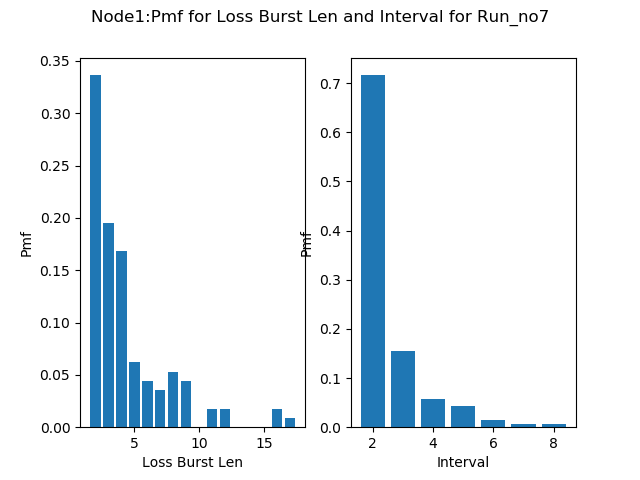 Node1:Pmf for Loss Burst Len and Interval for Run_no7
Pmf
0.35
0.30
0.25
0.20
0.15
0.10
0.05
0.00
5 10 15
Loss Burst Len
Pmf
0.7
0.6
0.5
0.4
0.3
0.2
0.1
0.0
2 4 6 8
Interval